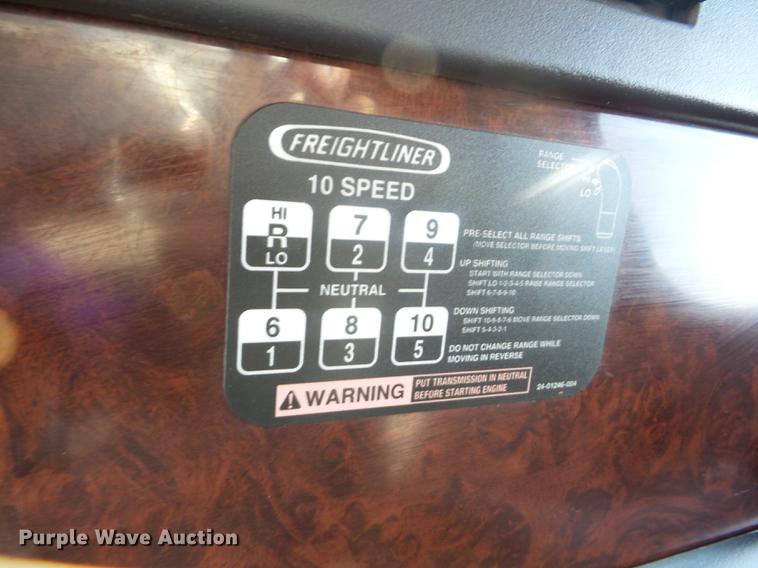 FREIGHTLINER
10 SPEED
RANGE
SELECTOR
HI
LO
HI 7 9
R
LO 2 4
NEUTRAL
6 8 10
1 3 5
PRE-SELECT ALL RANGE SHIFTS
(MOVE SELECTOR BEFORE MOVING SHIFT LEVER)
UP SHIFTING
START WITH RANGE SELECTOR DOWN
SHIFT LO 1-2-3-4-5 RAISE RANGE SELECTOR
SHIFT 6-7-8-9-10
DOWN SHIFTING
SHIFT 10-9-8-7-6 MOVE RANGE SELECTOR DOWN
SHIFT 5-4-3-2-1
DO NOT CHANGE RANGE WHILE
MOVING IN REVERSE
WARNING
PUT TRANSMISSION IN NEUTRAL
BEFORE STARTING ENGINE
24-01246-004
Purple Wave Auction